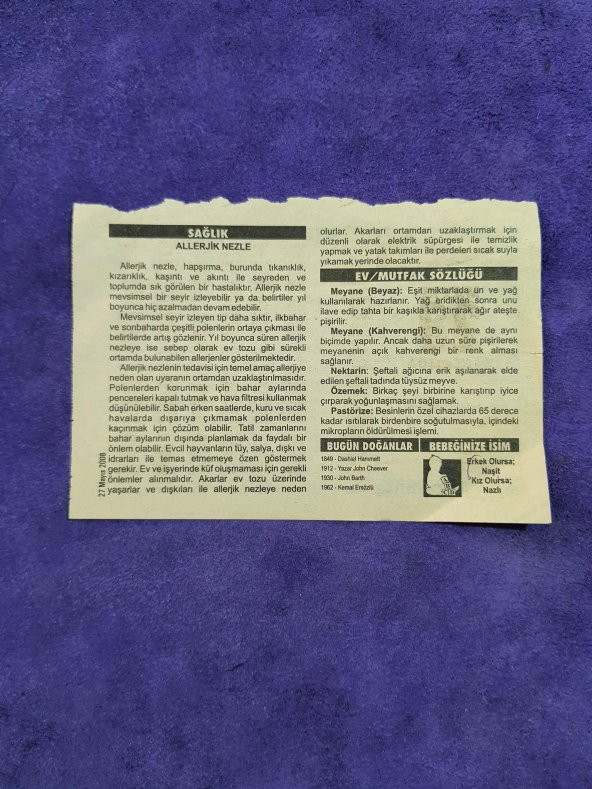 SAĞLIK
ALLERJİK NEZLE
Allerjik nezle, hapşırma, burunda tıkanıklık,
kızarıklık, kaşıntı ve akıntı ile seyreden ve
toplumda sık görülen bir hastalıktır. Allerjik nezle
mevsimsel bir seyir izleyebilir ya da belirtiler yıl
boyunca hiç azalmadan devam edebilir.
Mevsimsel seyir izleyen tip daha sıktır, ilkbahar
ve sonbaharda çeşitli polenlerin ortaya çıkması ile
belirtilerde artış gözlenir. Yıl boyunca süren allerjik
nezleye ise sebep olarak ev tozu gibi sürekli
ortamda bulunabilen allerjenler gösterilmektedir.
Allerjik nezlenin tedavisi için temel amaç allerjiye
neden olan uyaranın ortamdan uzaklaştırılmasıdır.
Polenlerden korunmak için bahar aylarında
pencereleri kapalı tutmak ve hava filtresi kullanmak
düşünülebilir. Sabah erken saatlerde, kuru ve sıcak
havalarda dışarıya çıkmamak polenlerden
kaçınmak için çözüm olabilir. Tatil zamanlarını
bahar aylarının dışında planlamak da faydalı bir
önlem olabilir. Evcil hayvanların tüy, salya, dışkı ve
idrarları ile temas etmemeye özen göstermek
gerekir. Ev ve işyerinde küf oluşmaması için gerekli
önlemler alınmalıdır. Akarlar ev tozu üzerinde
yaşarlar ve dışkıları ile allerjik nezleye neden
27 Mayıs 2008
olurlar. Akarları ortamdan uzaklaştırmak için
düzenli olarak elektrik süpürgesi ile temizlik
yapmak ve yatak takımları ile perdeleri sıcak suyla
yıkamak yerinde olacaktır.
EV/MUTFAK SÖZLÜĞÜ
Meyane (Beyaz): Eşit miktarlada un ve yağ
kullanılarak hazırlanır. Yağ eridikten sonra unu
ilave edip tahta bir kaşıkla karıştırarak ağır ateşte
pişirilir.
Meyane (Kahverengi): Bu meyane de aynı
biçimde yapılır. Ancak daha uzun süre pişirilerek
meyanenin açık kahverengi bir renk alması
sağlanır.
Nektarin: Şeftali ağıcına erik aşılanarak elde
edilen şeftali tadında tüysüz meyve.
Özemek: Birkaç şeyi birbirine karıştırıp iyice
çırparak yoğunlaşmasını sağlamak.
Pastörize: Besinlerin özel cihazlarda 65 derece
kadar ısıtılarak birdenbire soğutulmasıyla, içindeki
mikropların öldürülmesi işlemi.
BUGÜN DOĞANLAR
1849 - Dashiel Hammett
1912 - Yazar John Cheever
1930 - John Barth
1962 - Kemal Erözlü
BEBEĞİNİZE İSİM
Erkek Olursa;
Naşit
Kız Olursa;
Nazlı